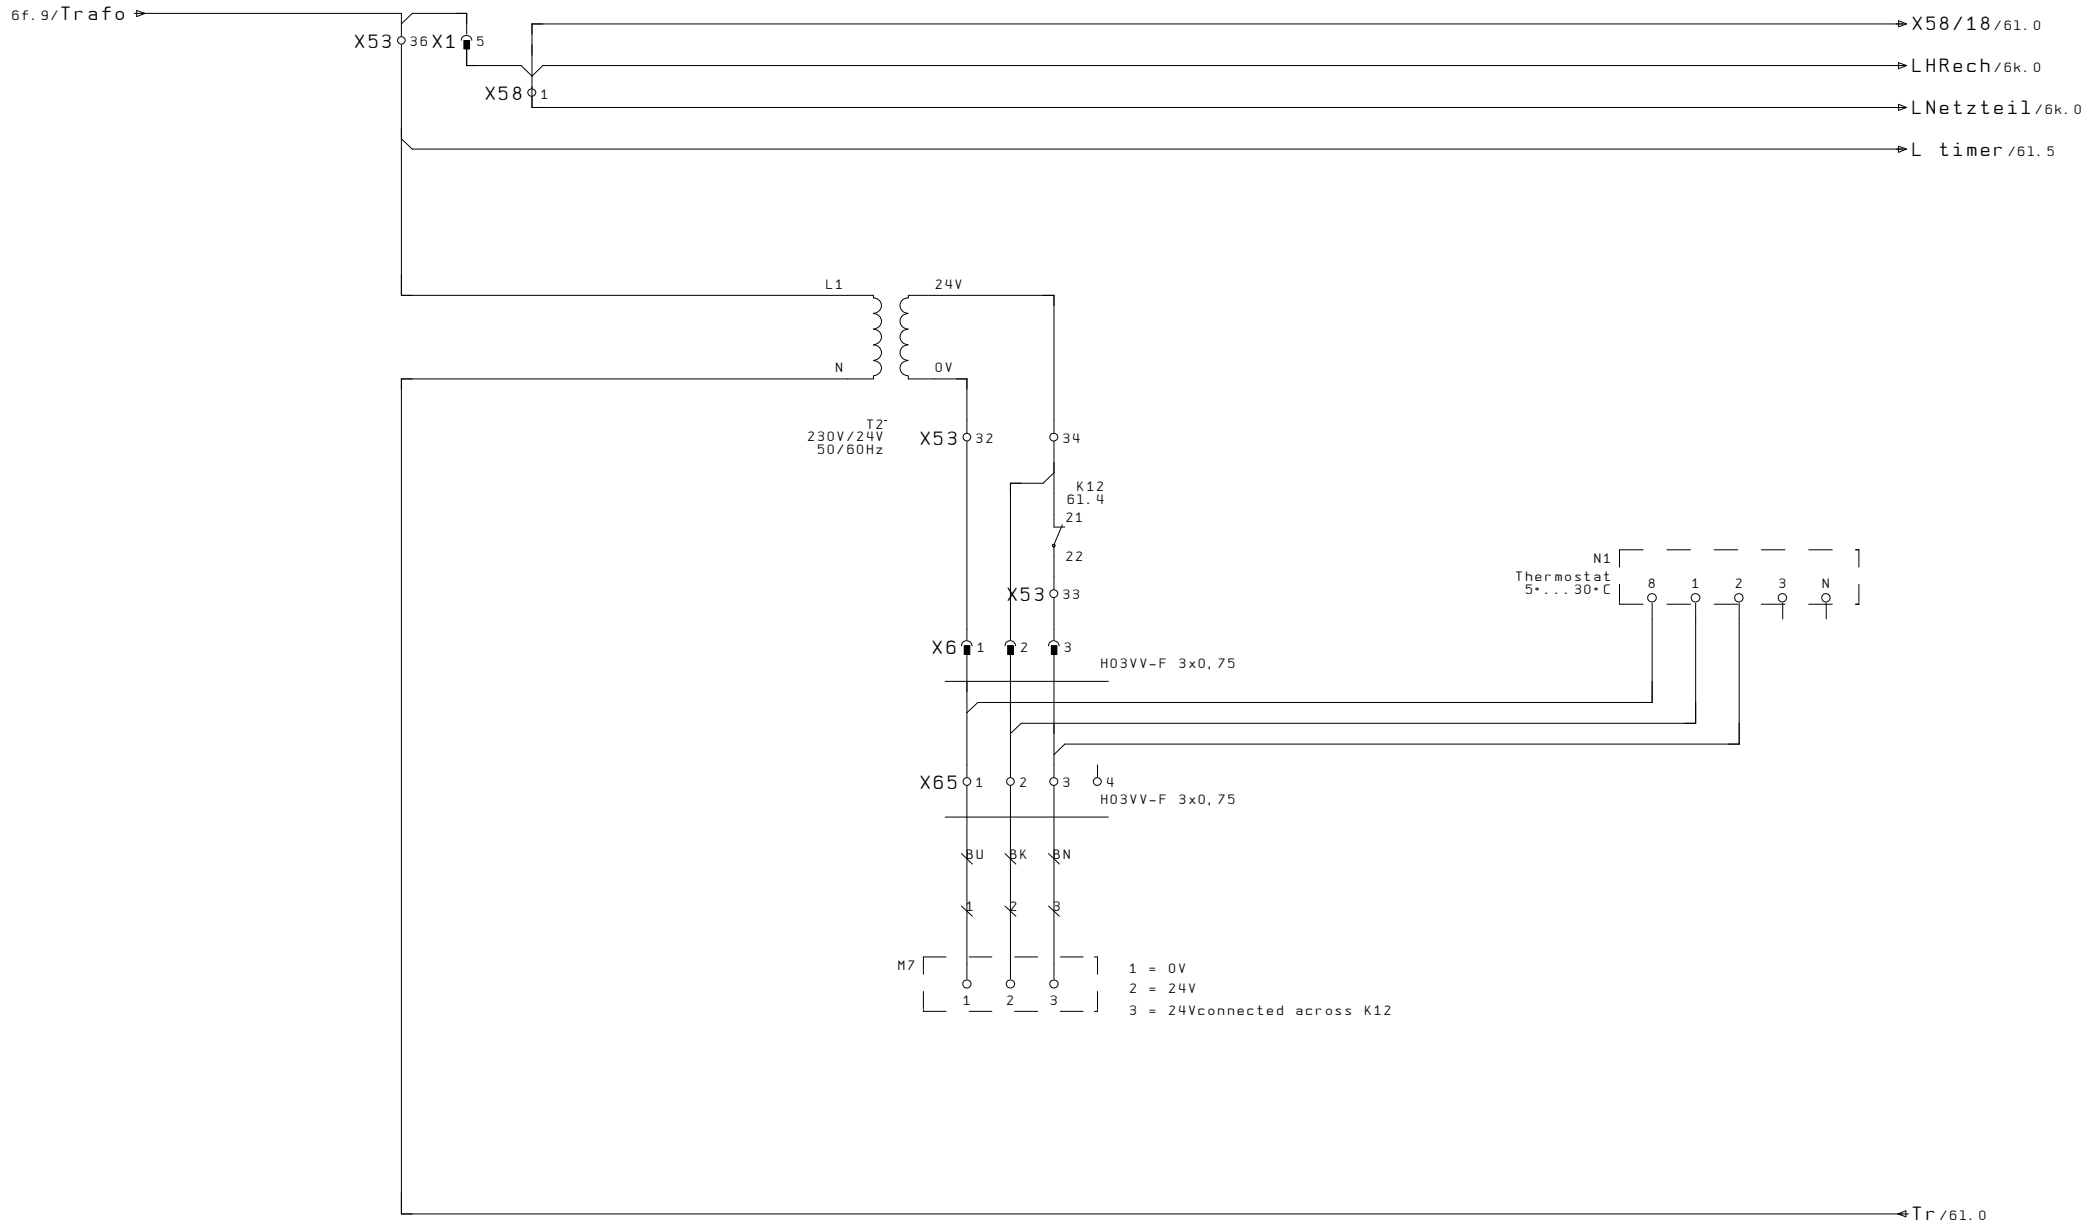 6f.9/Trafo
X58/18/6l.0
X53 36 X1 5
LHRech/6k.0
X58 1
LNetzteil/6k.0
L timer/6l.5
L1 24V
N 0V
T2-
230V/24V
50/60Hz
X53 32 34
K12
6l.4
21
22
N1
Thermostat
5°...30°C
8 1 2 3 N
X53 33
X6 1 2 3
H03VV-F 3x0,75
X65 1 2 3 4
H03VV-F 3x0,75
BU BK BN
1 2 3
M7
1 2 3
1 = 0V
2 = 24V
3 = 24Vconnected across K12
Tr/6l.0